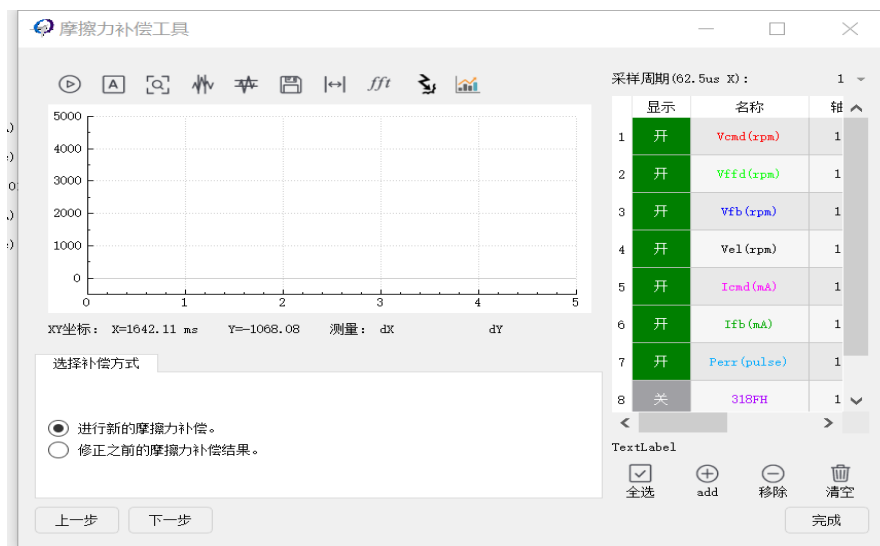 摩擦力补偿工具
A
fft
采样周期(62.5us X): 1
显示 名称 轴
1 开 Vcmd(rpm) 1
2 开 Vffd(rpm) 1
3 开 Vfb(rpm) 1
4 开 Vel(rpm) 1
5 开 Icmd(mA) 1
6 开 Ifb(mA) 1
7 开 Perr(pulse) 1
8 关 318FH 1
5000
4000
3000
2000
1000
0
0 1 2 3 4 5
XY坐标: X=1642.11 ms Y=-1068.08 测量: dX dY
选择补偿方式
进行新的摩擦力补偿。
修正之前的摩擦力补偿结果。
TextLabel
全选 add 移除 清空
上一步 下一步 完成